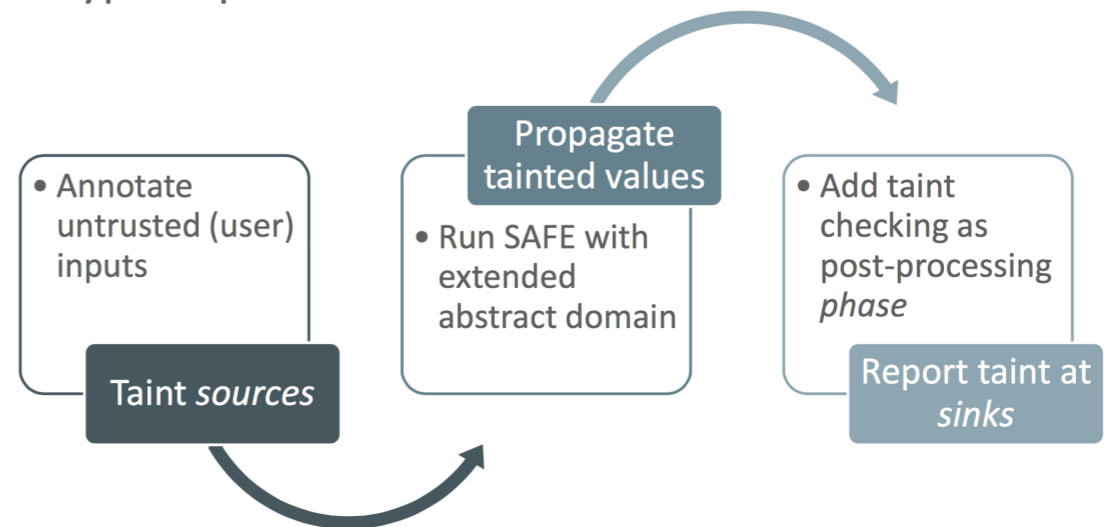 • Annotate
untrusted (user)
inputs
Taint sources
Propagate
tainted values
• Run SAFE with
extended
abstract domain
• Add taint
checking as
post-processing
phase
Report taint at
sinks